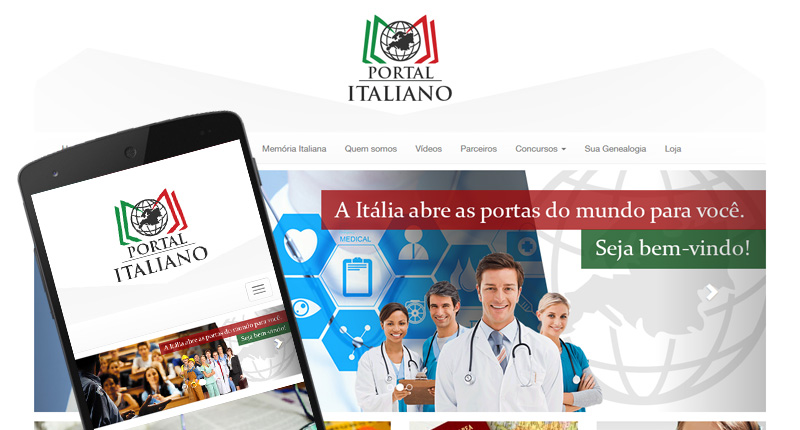 PORTAL
ITALIANO
Memória Italiana
Quem somos
Vídeos
Parceiros
Concursos
Sua Genealogia
Loja
A Itália abre as portas do mundo para você.
Seja bem-vindo!
MEDICAL
PORTAL
ITALIANO
A Itália abre as portas do mundo para você.
Seja bem-vindo!